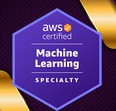 aws
certified
Machine
Learning
SPECIALTY